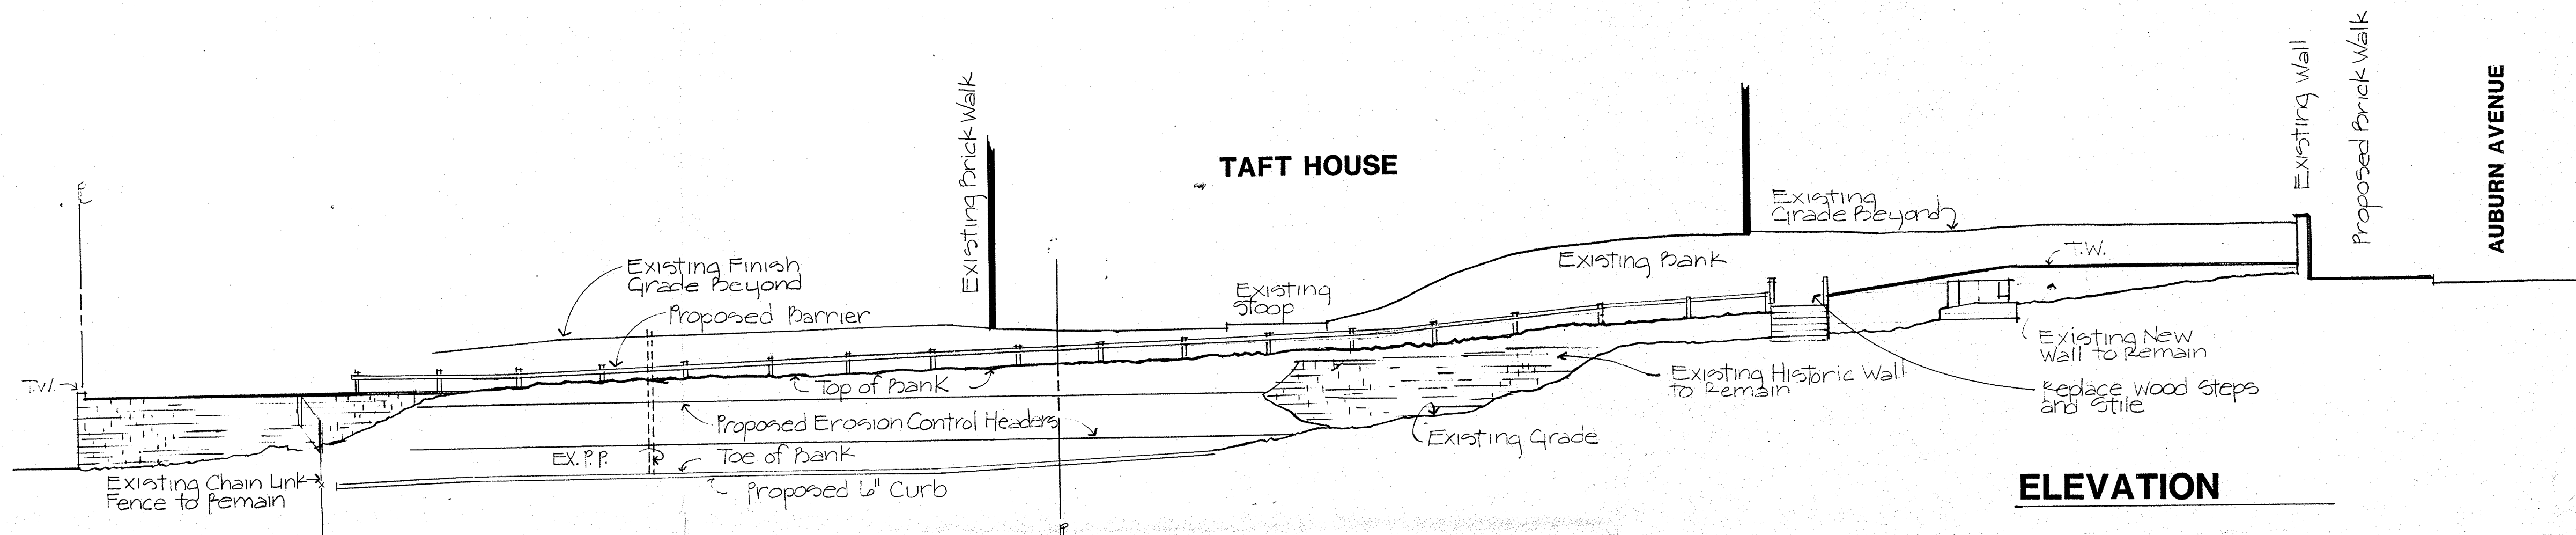 Existing Brick Walk
TAFT HOUSE
Existing Wall
Proposed Brick Walk
AUBURN AVENUE
Existing
Grade Beyond
T.W.
Existing Bank
Existing Finish
Grade Beyond
Existing
Stoop
Proposed Barrier
Existing New
Wall to Remain
T.W.
Top of Bank
Existing Historic Wall
to Remain
Replace Wood Steps
and Stile
Proposed Erosion Control Headers
Existing Grade
EX. P.P.
Toe of Bank
Existing Chain Link
Fence to Remain
Proposed 6" Curb
ELEVATION